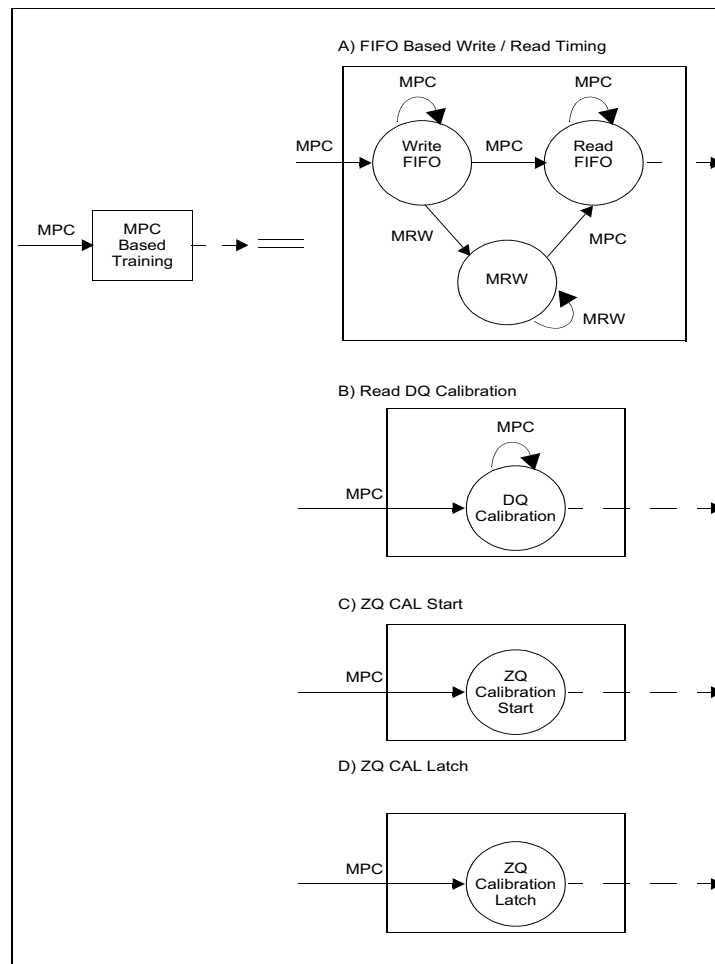 A) FIFO Based Write / Read Timing
MPC
MPC
MPC
Write
FIFO
MPC
Read
FIFO
MRW
MPC
MRW
MRW
MPC
MPC
Based
Training
B) Read DQ Calibration
MPC
MPC
DQ
Calibration
C) ZQ CAL Start
MPC
ZQ
Calibration
Start
D) ZQ CAL Latch
MPC
ZQ
Calibration
Latch